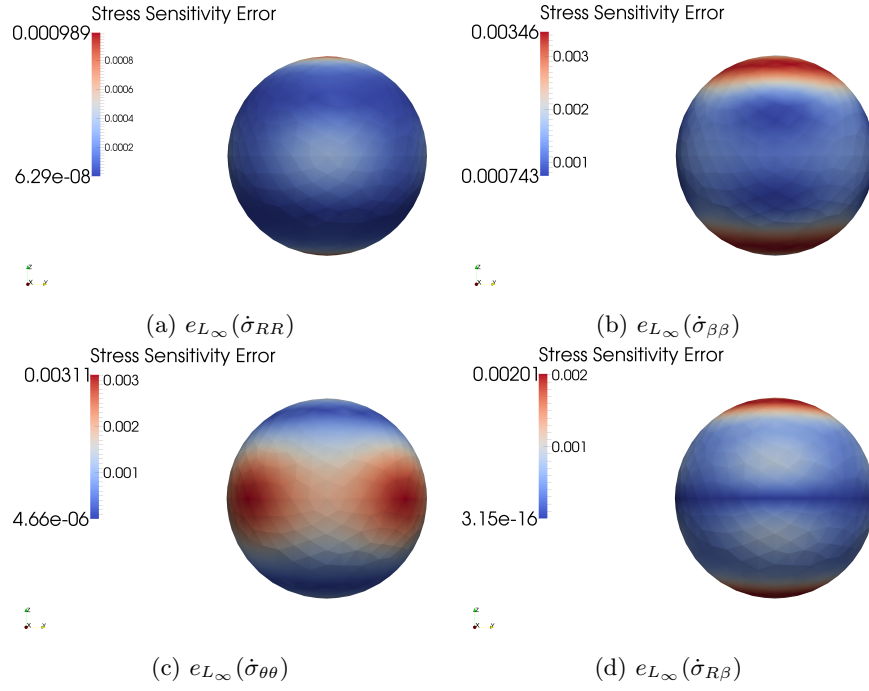 Stress Sensitivity Error
0.000989
0.0008
0.0006
0.0004
0.0002
6.29e-08
Z
X Y
(a) e_{L_∞}(σ̇_{RR})
Stress Sensitivity Error
0.00346
0.003
0.002
0.001
0.000743
Z
X Y
(b) e_{L_∞}(σ̇_{ββ})
Stress Sensitivity Error
0.00311
0.003
0.002
0.001
4.66e-06
Z
X Y
(c) e_{L_∞}(σ̇_{θθ})
Stress Sensitivity Error
0.00201
0.002
0.001
3.15e-16
Z
X Y
(d) e_{L_∞}(σ̇_{Rβ})